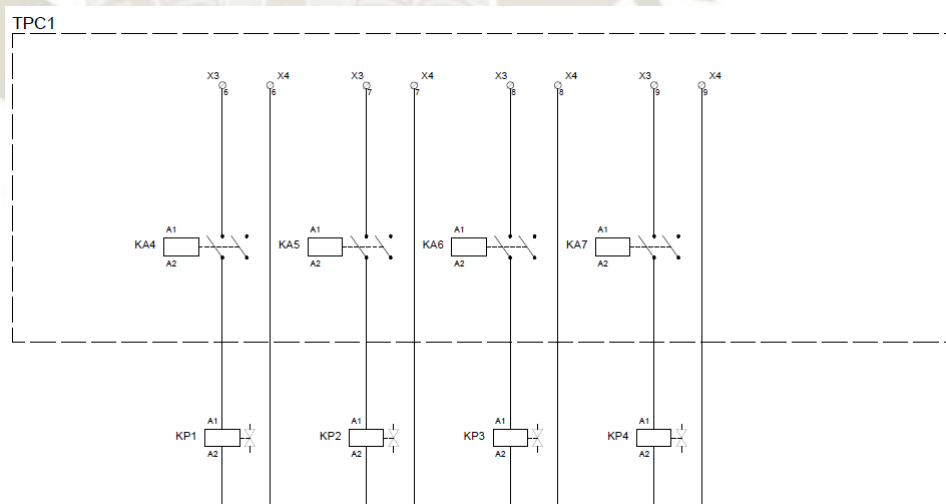 TPC1
X3 X4 X3 X4 X3 X4 X3 X4
6 6 7 7 8 8 9 9
A1 A1 A1 A1
KA4 KA5 KA6 KA7
A2 A2 A2 A2
A1 A1 A1 A1
KP1 KP2 KP3 KP4
A2 A2 A2 A2